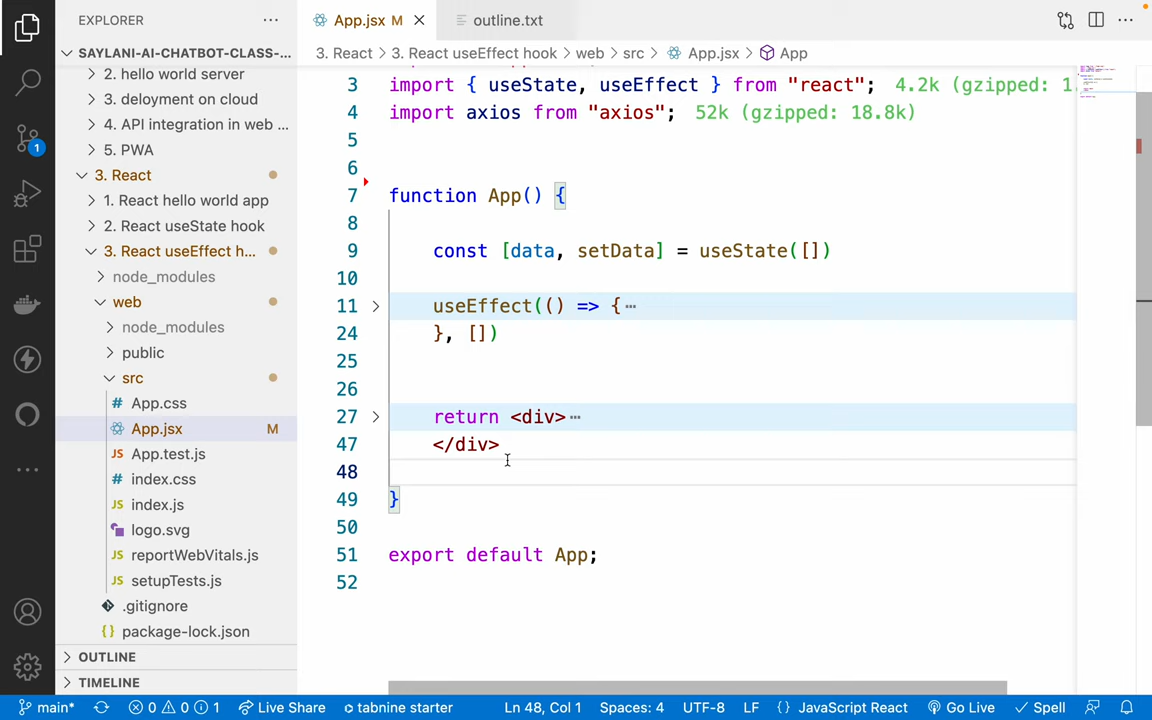 EXPLORER
SAYLANI-AI-CHATBOT-CLASS-...
2. hello world server
3. deloyment on cloud
4. API integration in web ...
5. PWA
3. React
1. React hello world app
2. React useState hook
3. React useEffect h...
node_modules
web
node_modules
public
src
# App.css
App.jsx M
JS App.test.js
# index.css
JS index.js
logo.svg
JS reportWebVitals.js
JS setupTests.js
.gitignore
{} package-lock.json
OUTLINE
TIMELINE
App.jsx M
outline.txt
3. React > 3. React useEffect hook > web > src > App.jsx > App
3 import { useState, useEffect } from "react"; 4.2k (gzipped: 1.
4 import axios from "axios"; 52k (gzipped: 18.8k)
5
6
7 function App() {
8
9 const [data, setData] = useState([])
10
11 useEffect(() => {
24 }, [])
25
26
27 return <div>
47 </div>
48
49 }
50
51 export default App;
52
1
main* 0 0 1 Live Share tabnine starter Ln 48, Col 1 Spaces: 4 UTF-8 LF {} JavaScript React Go Live Spell